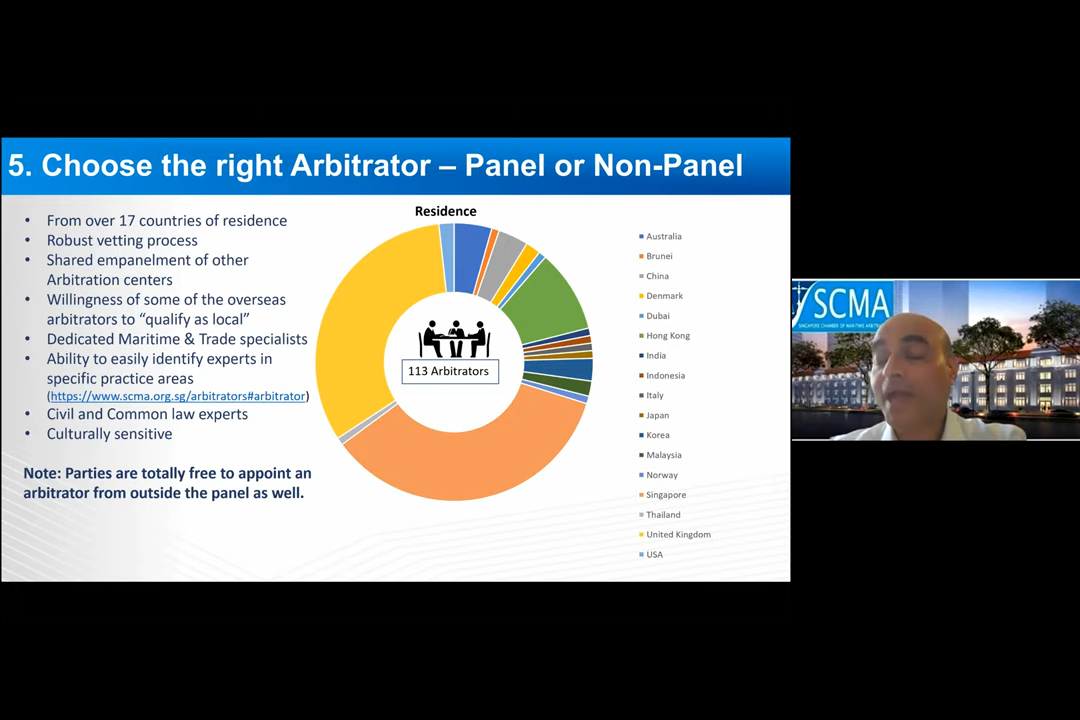 5. Choose the right Arbitrator – Panel or Non-Panel
• From over 17 countries of residence
• Robust vetting process
• Shared empanelment of other
Arbitration centers
• Willingness of some of the overseas
arbitrators to “qualify as local”
• Dedicated Maritime & Trade specialists
• Ability to easily identify experts in
specific practice areas
(https://www.scma.org.sg/arbitrators#arbitrator)
• Civil and Common law experts
• Culturally sensitive
Note: Parties are totally free to appoint an
arbitrator from outside the panel as well.
Residence
113 Arbitrators
Australia
Brunei
China
Denmark
Dubai
Hong Kong
India
Indonesia
Italy
Japan
Korea
Malaysia
Norway
Singapore
Thailand
United Kingdom
USA
SCMA
SINGAPORE CHAMBER OF MARITIME